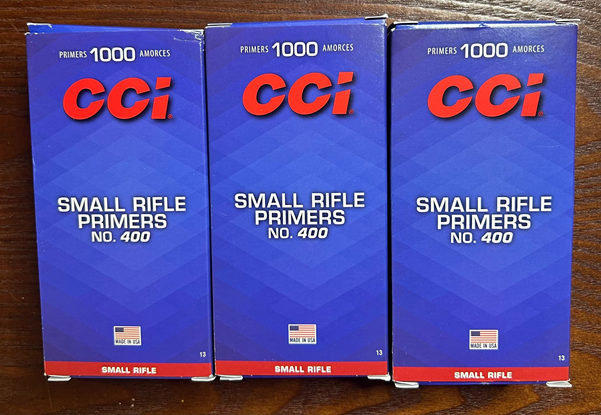 PRIMERS 1000 AMORCES
CCi
SMALL RIFLE
PRIMERS
NO. 400
MADE IN USA
13
SMALL RIFLE
PRIMERS 1000 AMORCES
CCi
SMALL RIFLE
PRIMERS
NO. 400
MADE IN USA
13
SMALL RIFLE
PRIMERS 1000 AMORCES
CCi
SMALL RIFLE
PRIMERS
NO. 400
MADE IN USA
13
SMALL RIFLE